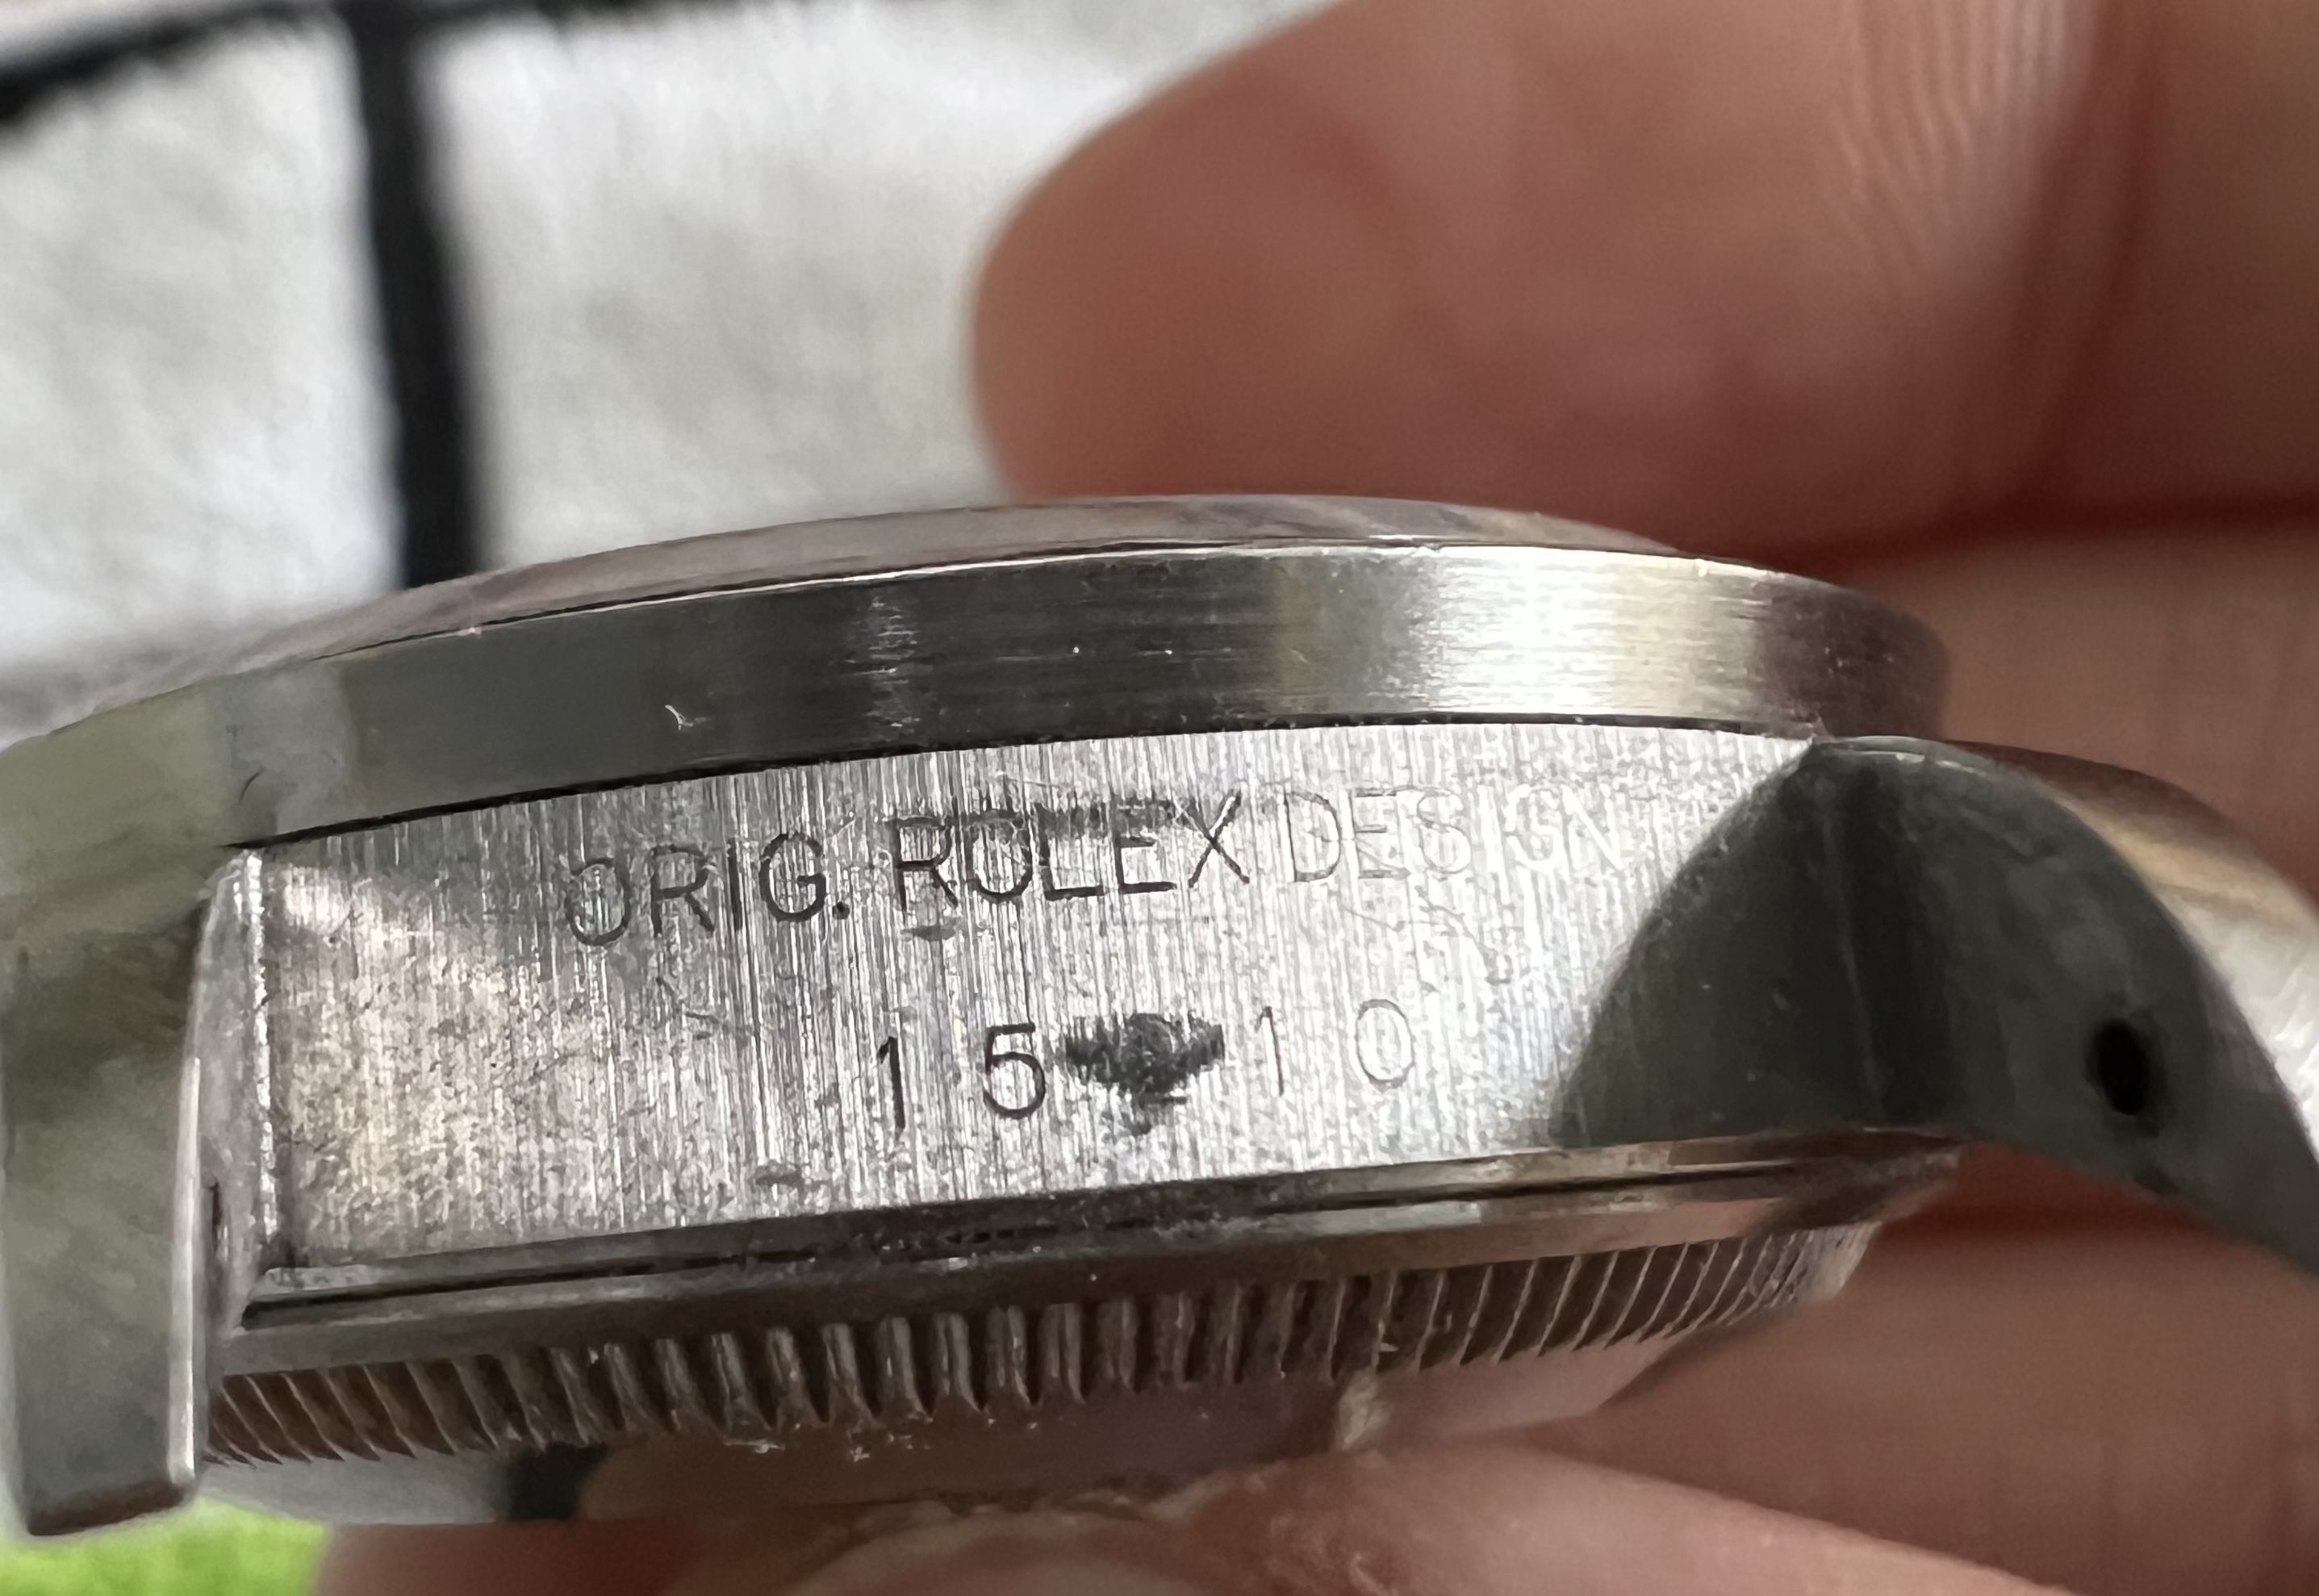 ORIG. ROLEX DESIGN
15 10